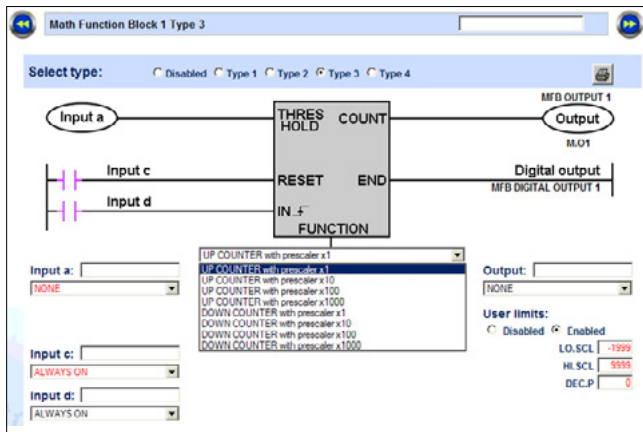 Math Function Block 1 Type 3
Select type: Disabled Type 1 Type 2 Type 3 Type 4
MFB OUTPUT 1
Input a
THRES HOLD
COUNT
Output
M.O1
Input c
RESET
END
Digital output
MFB DIGITAL OUTPUT 1
Input d
IN
FUNCTION
UP COUNTER with prescaler x1
UP COUNTER with prescaler x1
UP COUNTER with prescaler x10
UP COUNTER with prescaler x100
UP COUNTER with prescaler x1000
DOWN COUNTER with prescaler x1
DOWN COUNTER with prescaler x10
DOWN COUNTER with prescaler x100
DOWN COUNTER with prescaler x1000
Input a:
NONE
Output:
NONE
User limits:
Disabled Enabled
LO.SCL -1999
HI.SCL 9999
DEC.P 0
Input c:
ALWAYS ON
Input d:
ALWAYS ON